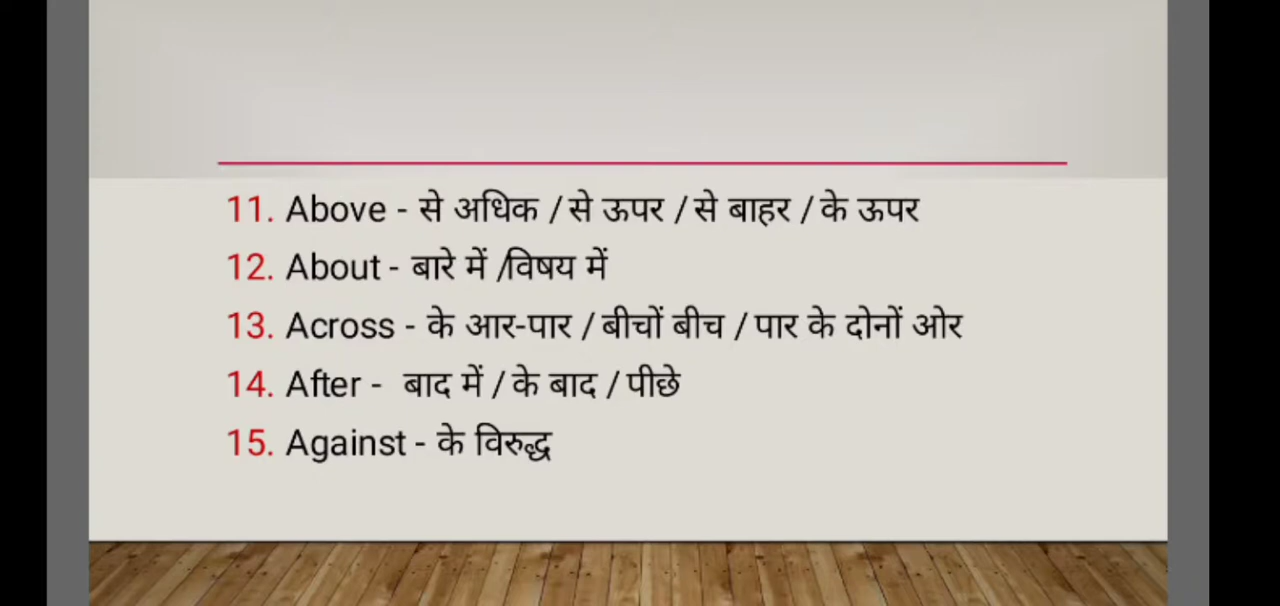 11. Above - से अधिक / से ऊपर / से बाहर / के ऊपर
12. About - बारे में /विषय में
13. Across - के आर-पार / बीचों बीच / पार के दोनों ओर
14. After - बाद में / के बाद / पीछे
15. Against - के विरुद्ध